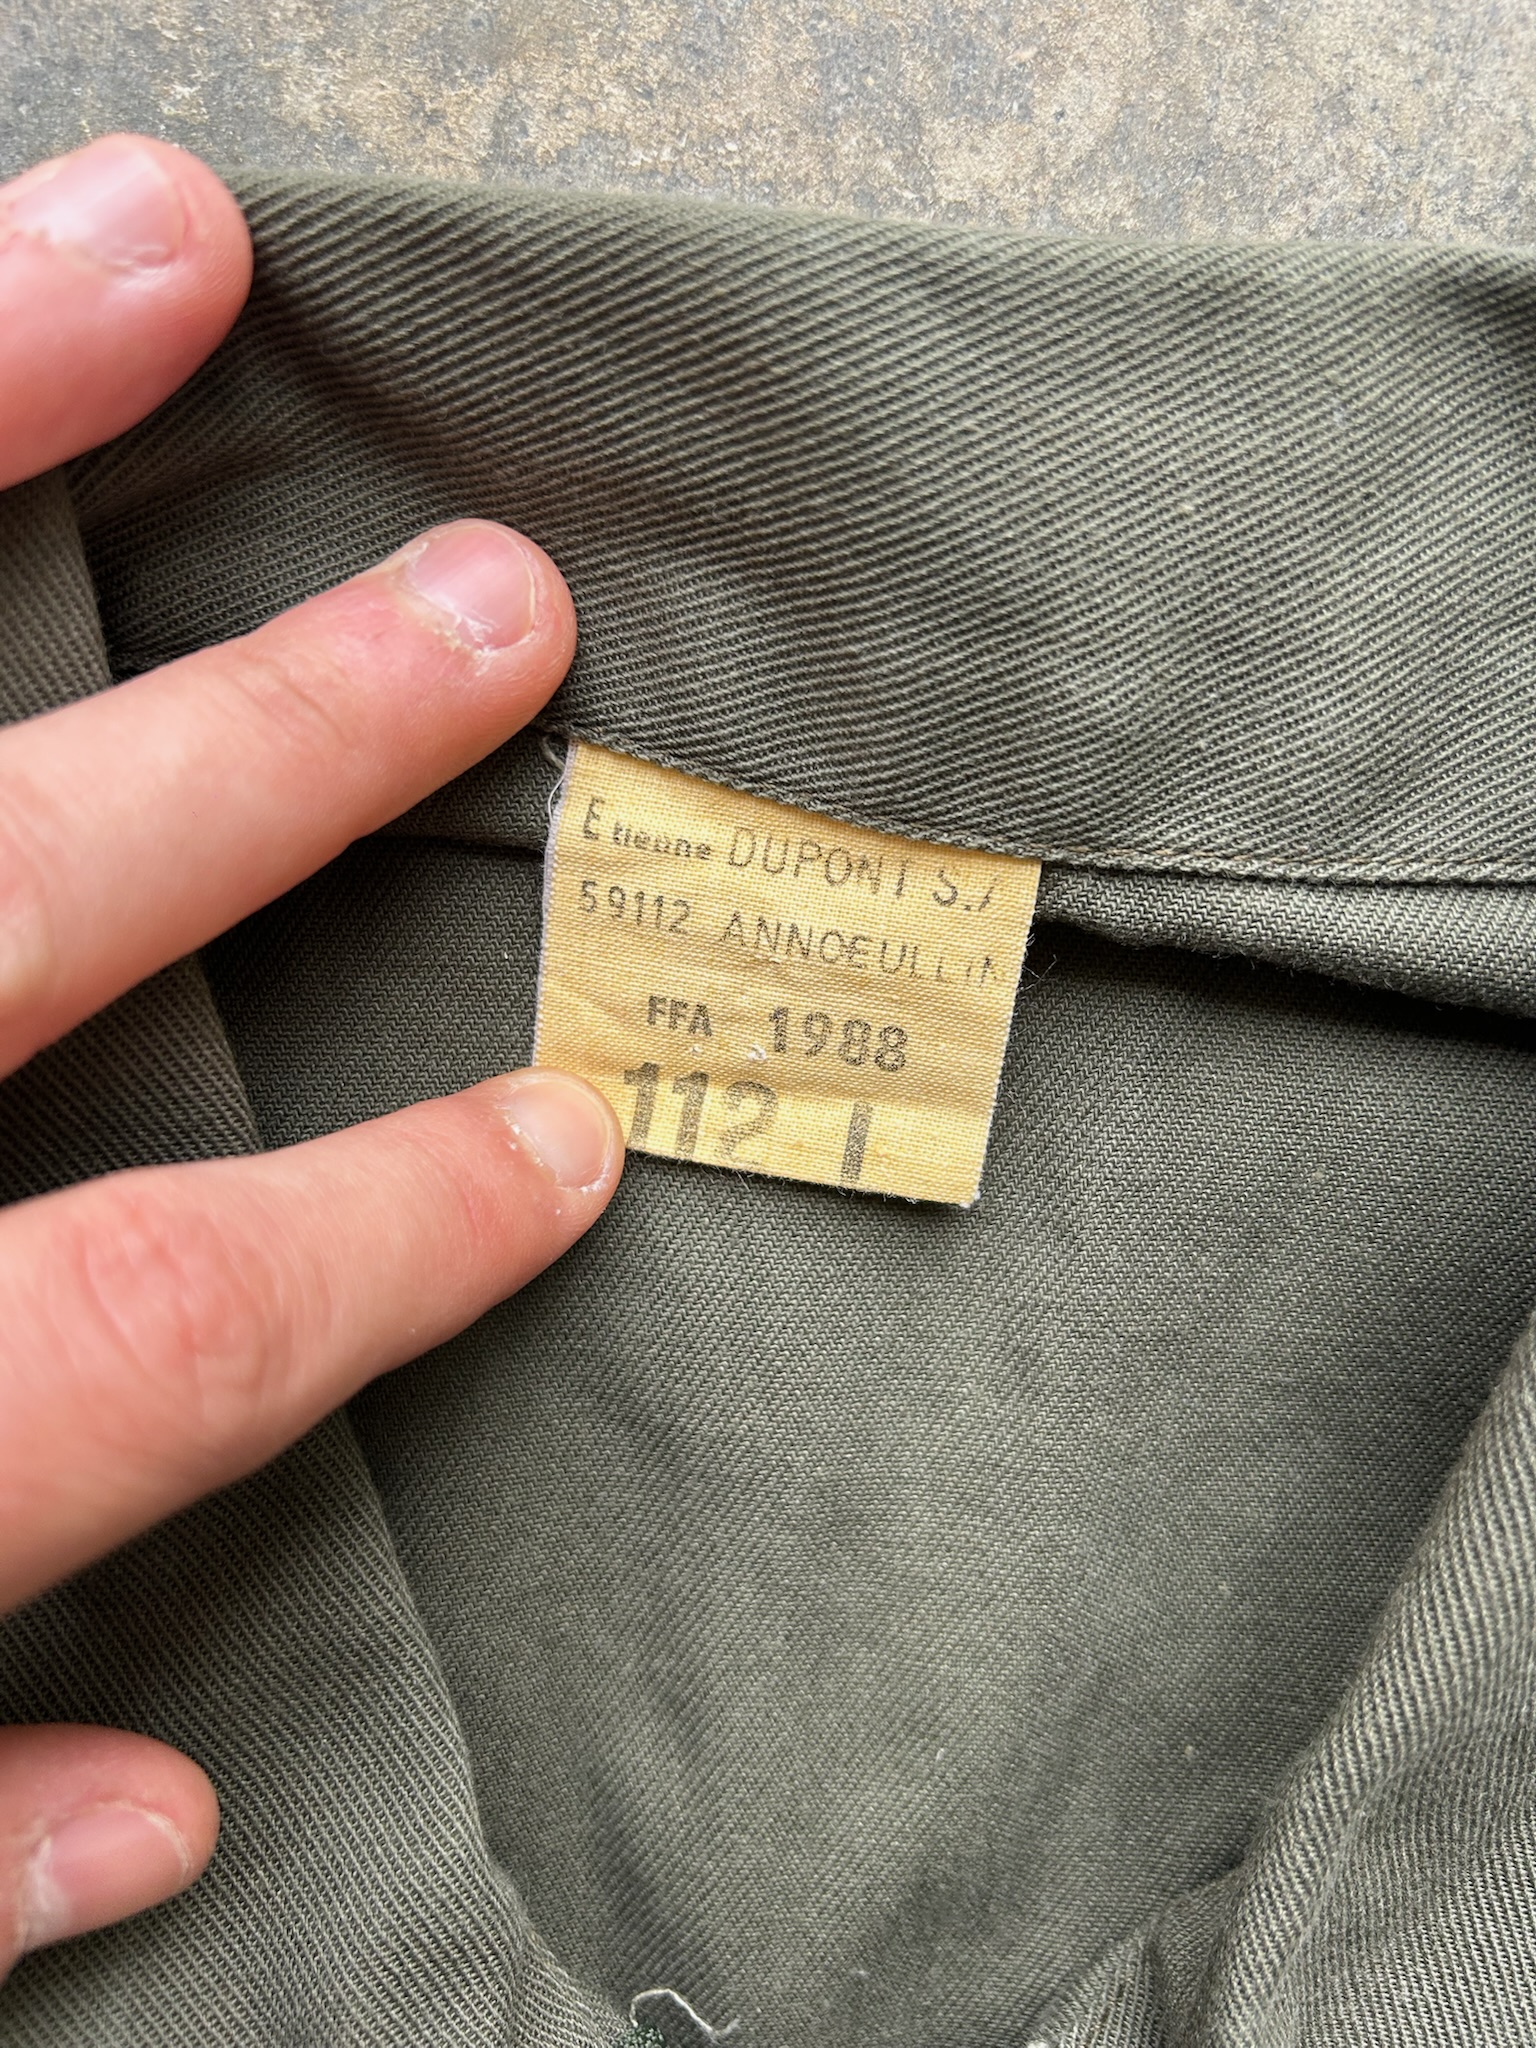 Etienne DUPONT S.A
59112 ANNOEULLIN
FFA 1988
112 L